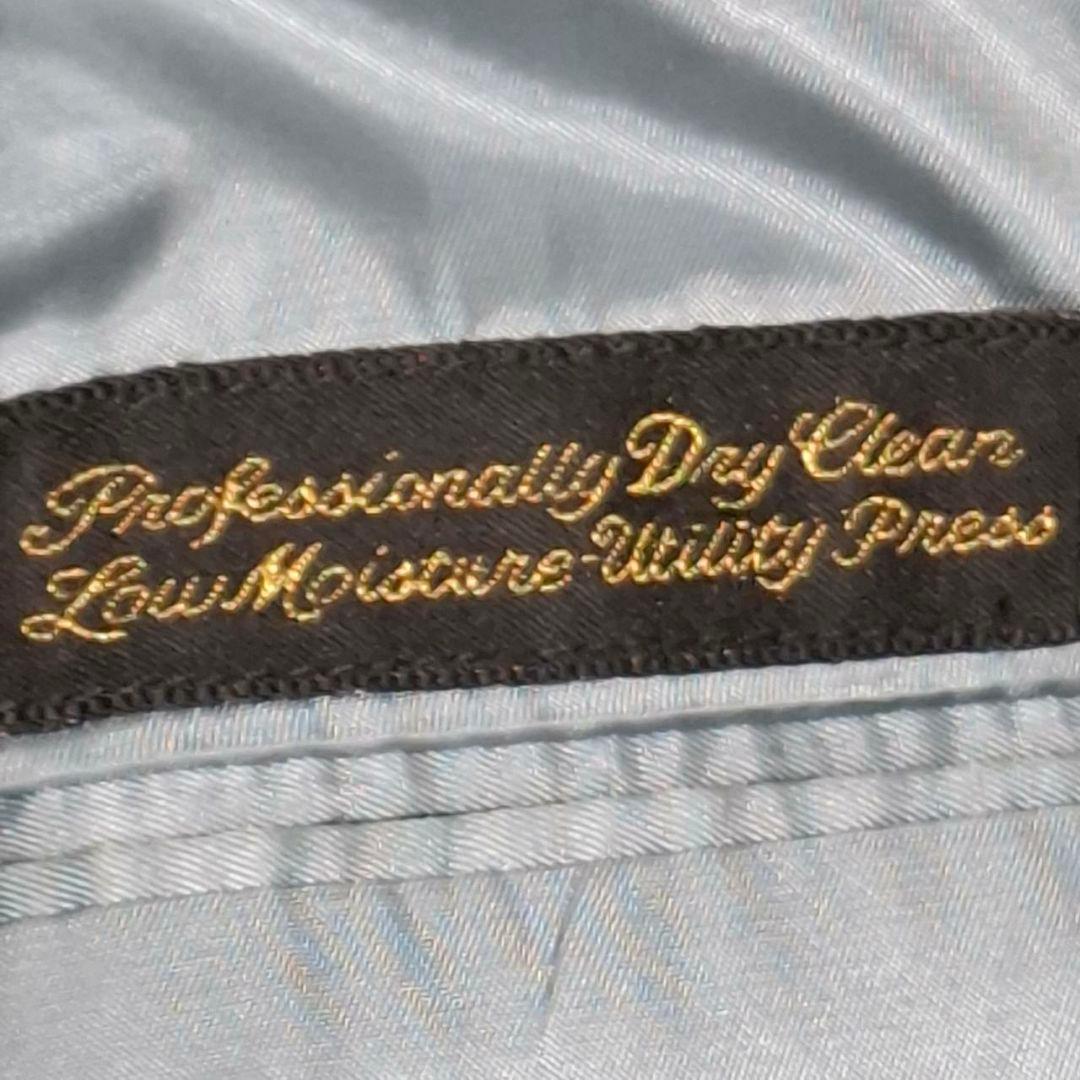 Professionally Dry Clean
Low Moisture-Utility Press